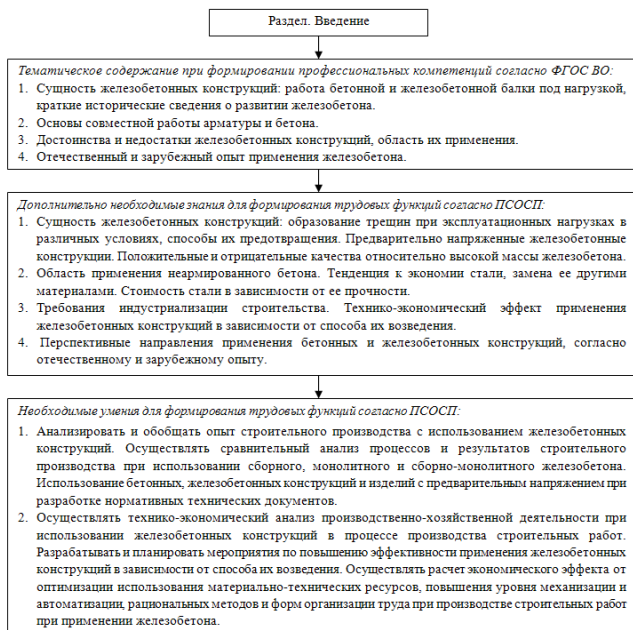 Раздел. Введение
Тематическое содержание при формировании профессиональных компетенций согласно ФГОС ВО:
1. Сущность железобетонных конструкций: работа бетонной и железобетонной балки под нагрузкой,
краткие исторические сведения о развитии железобетона.
2. Основы совместной работы арматуры и бетона.
3. Достоинства и недостатки железобетонных конструкций, область их применения.
4. Отечественный и зарубежный опыт применения железобетона.
Дополнительно необходимые знания для формирования трудовых функций согласно ПСОСП:
1. Сущность железобетонных конструкций: образование трещин при эксплуатационных нагрузках в
различных условиях, способы их предотвращения. Предварительно напряженные железобетонные
конструкции. Положительные и отрицательные качества относительно высокой массы железобетона.
2. Область применения неармированного бетона. Тенденция к экономии стали, замена ее другими
материалами. Стоимость стали в зависимости от ее прочности.
3. Требования индустриализации строительства. Технико-экономический эффект применения
железобетонных конструкций в зависимости от способа их возведения.
4. Перспективные направления применения бетонных и железобетонных конструкций, согласно
отечественному и зарубежному опыту.
Необходимые умения для формирования трудовых функций согласно ПСОСП:
1. Анализировать и обобщать опыт строительного производства с использованием железобетонных
конструкций. Осуществлять сравнительный анализ процессов и результатов строительного
производства при использовании сборного, монолитного и сборно-монолитного железобетона.
Использование бетонных, железобетонных конструкций и изделий с предварительным напряжением при
разработке нормативных технических документов.
2. Осуществлять технико-экономический анализ производственно-хозяйственной деятельности при
использовании железобетонных конструкций в процессе производства строительных работ.
Разрабатывать и планировать мероприятия по повышению эффективности применения железобетонных
конструкций в зависимости от способа их возведения. Осуществлять расчет экономического эффекта от
оптимизации использования материально-технических ресурсов, повышения уровня механизации и
автоматизации, рациональных методов и форм организации труда при производстве строительных работ
при применении железобетона.